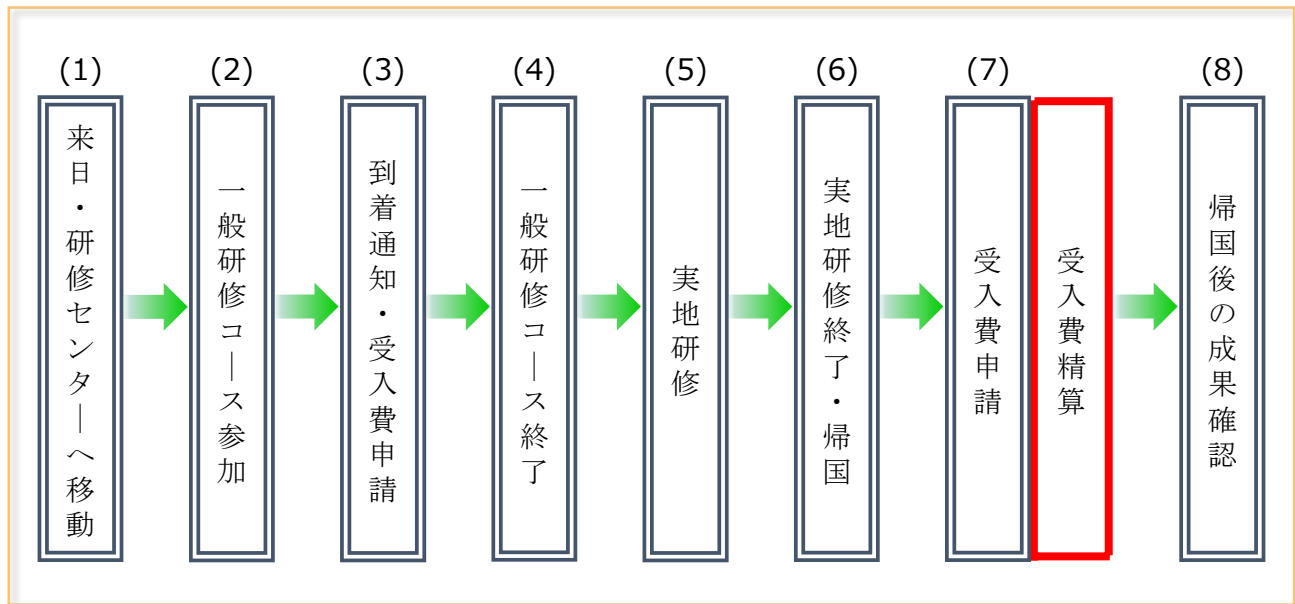 (1)
来日・研修センターへ移動
(2)
一般研修コース参加
(3)
到着通知・受入費申請
(4)
一般研修コース終了
(5)
実地研修
(6)
実地研修終了・帰国
(7)
受入費申請
受入費精算
(8)
帰国後の成果確認